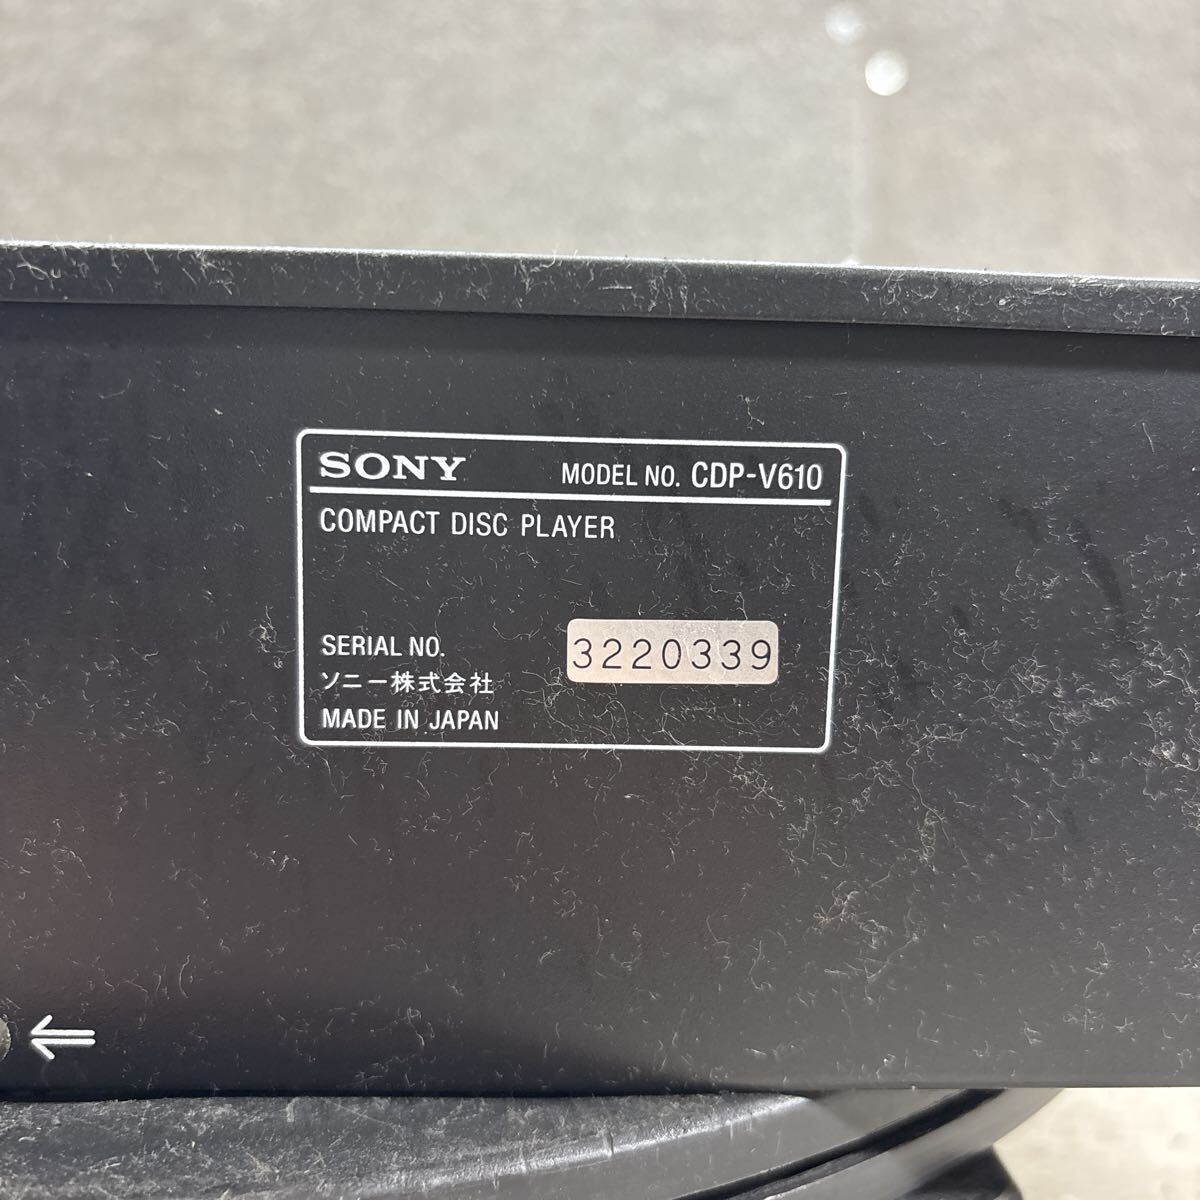 SONY MODEL NO. CDP-V610
COMPACT DISC PLAYER
SERIAL NO. 3220339
ソニー株式会社
MADE IN JAPAN